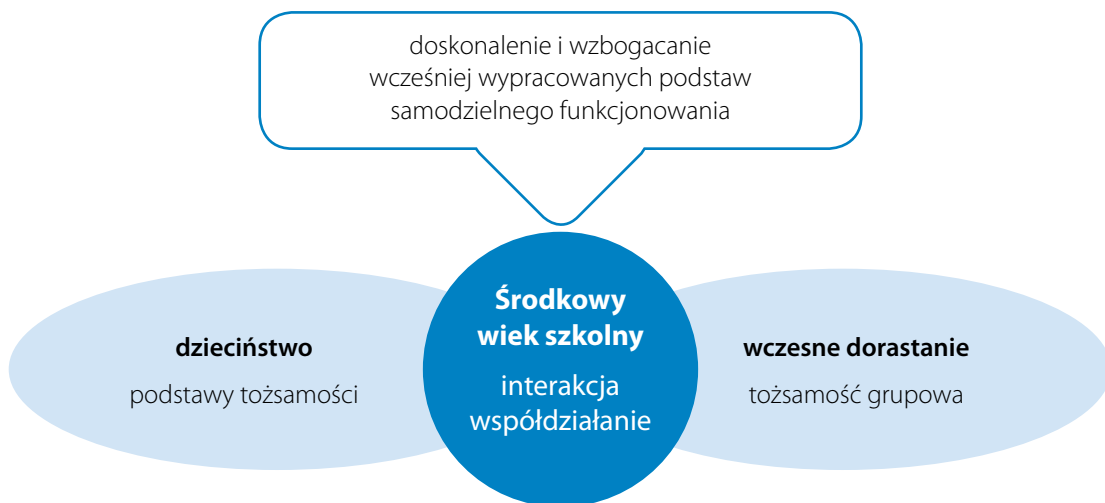 doskonalenie i wzbogacanie
wcześniej wypracowanych podstaw
samodzielnego funkcjonowania
dzieciństwo
podstawy tożsamości
Środkowy
wiek szkolny
interakcja
współdziałanie
wczesne dorastanie
tożsamość grupowa